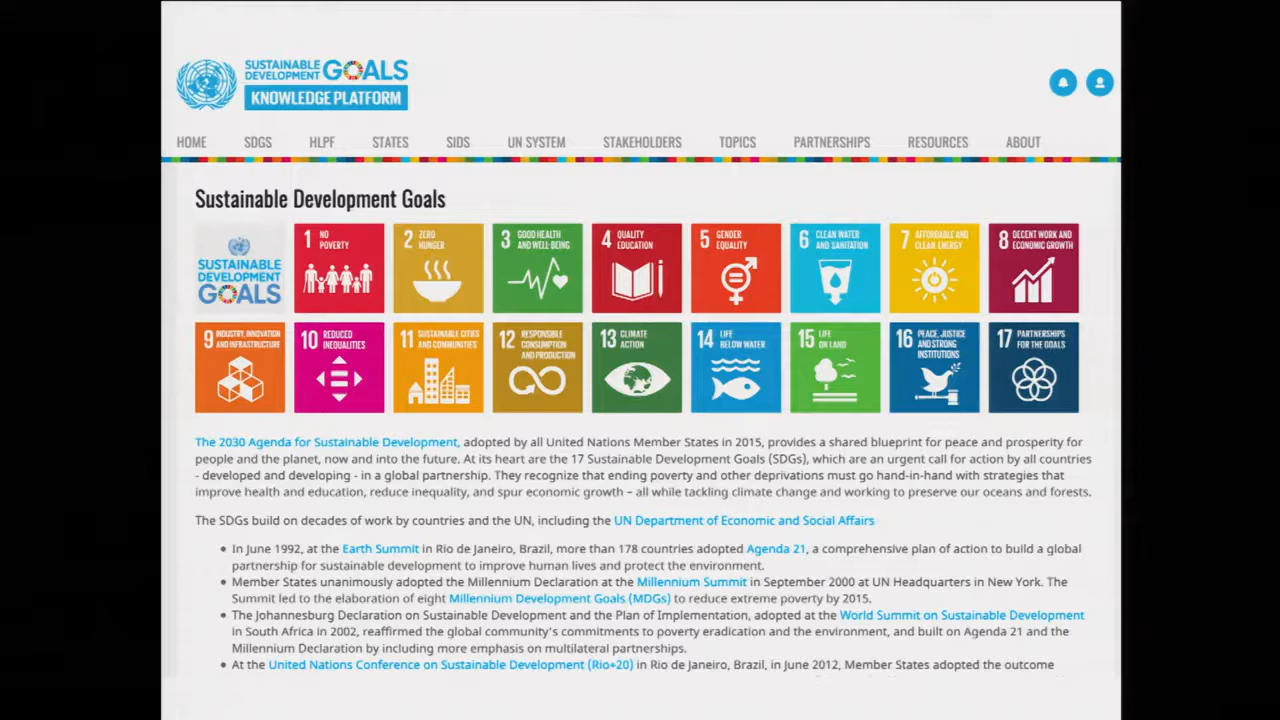 SUSTAINABLE
DEVELOPMENT GOALS
KNOWLEDGE PLATFORM
HOME SDGS HLPF STATES SIDS UN SYSTEM STAKEHOLDERS TOPICS PARTNERSHIPS RESOURCES ABOUT
Sustainable Development Goals
SUSTAINABLE
DEVELOPMENT
GOALS
1 NO
POVERTY
2 ZERO
HUNGER
3 GOOD HEALTH
AND WELL-BEING
4 QUALITY
EDUCATION
5 GENDER
EQUALITY
6 CLEAN WATER
AND SANITATION
7 AFFORDABLE AND
CLEAN ENERGY
8 DECENT WORK AND
ECONOMIC GROWTH
9 INDUSTRY, INNOVATION
AND INFRASTRUCTURE
10 REDUCED
INEQUALITIES
11 SUSTAINABLE CITIES
AND COMMUNITIES
12 RESPONSIBLE
CONSUMPTION
AND PRODUCTION
13 CLIMATE
ACTION
14 LIFE
BELOW WATER
15 LIFE
ON LAND
16 PEACE, JUSTICE
AND STRONG
INSTITUTIONS
17 PARTNERSHIPS
FOR THE GOALS
The 2030 Agenda for Sustainable Development, adopted by all United Nations Member States in 2015, provides a shared blueprint for peace and prosperity for
people and the planet, now and into the future. At its heart are the 17 Sustainable Development Goals (SDGs), which are an urgent call for action by all countries
- developed and developing - in a global partnership. They recognize that ending poverty and other deprivations must go hand-in-hand with strategies that
improve health and education, reduce inequality, and spur economic growth – all while tackling climate change and working to preserve our oceans and forests.
The SDGs build on decades of work by countries and the UN, including the UN Department of Economic and Social Affairs
• In June 1992, at the Earth Summit in Rio de Janeiro, Brazil, more than 178 countries adopted Agenda 21, a comprehensive plan of action to build a global
partnership for sustainable development to improve human lives and protect the environment.
• Member States unanimously adopted the Millennium Declaration at the Millennium Summit in September 2000 at UN Headquarters in New York. The
Summit led to the elaboration of eight Millennium Development Goals (MDGs) to reduce extreme poverty by 2015.
• The Johannesburg Declaration on Sustainable Development and the Plan of Implementation, adopted at the World Summit on Sustainable Development
in South Africa in 2002, reaffirmed the global community's commitments to poverty eradication and the environment, and built on Agenda 21 and the
Millennium Declaration by including more emphasis on multilateral partnerships.
• At the United Nations Conference on Sustainable Development (Rio+20) in Rio de Janeiro, Brazil, in June 2012, Member States adopted the outcome